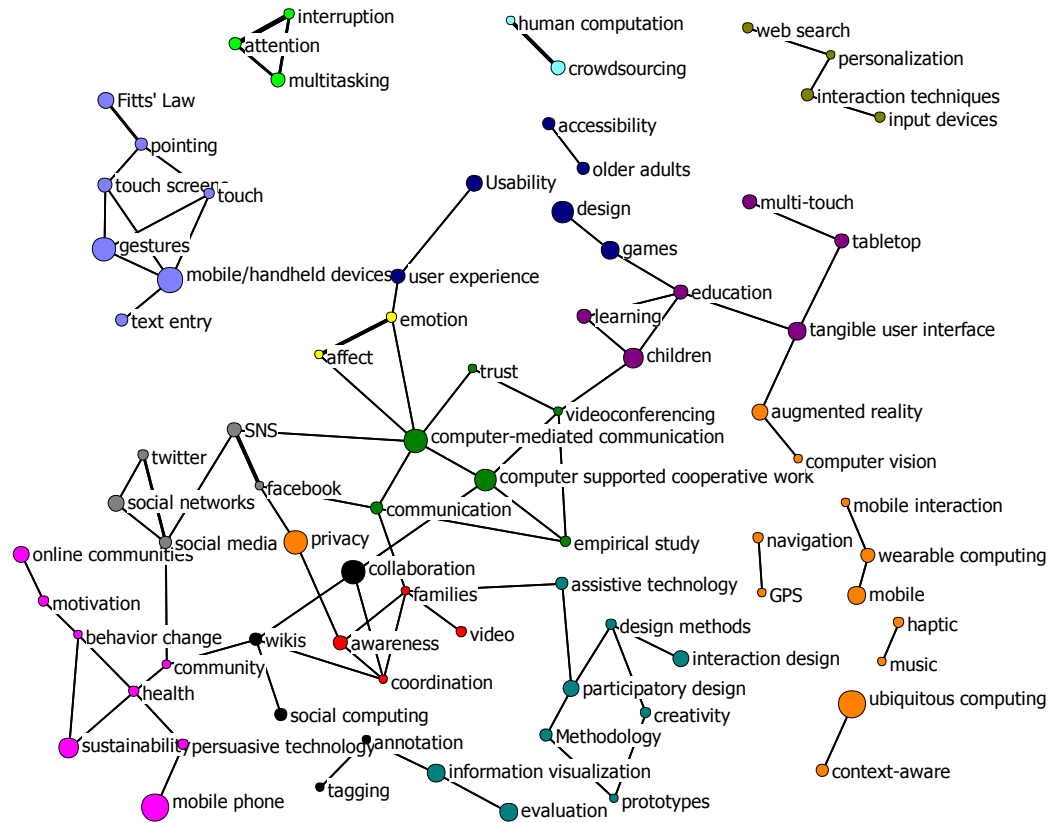 interruption
human computation
web search
attention
personalization
crowdsourcing
multitasking
interaction techniques
Fitts' Law
input devices
accessibility
pointing
older adults
Usability
touch screens
touch
multi-touch
design
tabletop
gestures
games
mobile/handheld devices
user experience
education
text entry
emotion
learning
tangible user interface
affect
children
trust
augmented reality
videoconferencing
SNS
computer-mediated communication
twitter
computer vision
computer supported cooperative work
facebook
social networks
communication
mobile interaction
privacy
navigation
social media
empirical study
online communities
wearable computing
collaboration
assistive technology
families
GPS
mobile
motivation
haptic
design methods
behavior change
video
wikis
awareness
interaction design
music
community
coordination
health
participatory design
ubiquitous computing
social computing
creativity
Methodology
annotation
sustainability
persuasive technology
information visualization
context-aware
tagging
mobile phone
prototypes
evaluation